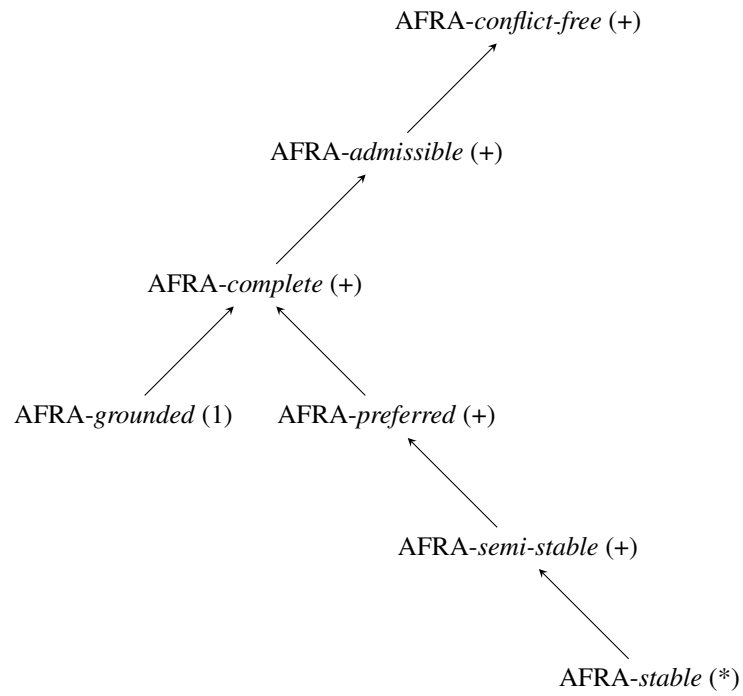 AFRA-conflict-free (+)
AFRA-admissible (+)
AFRA-complete (+)
AFRA-grounded (1)
AFRA-preferred (+)
AFRA-semi-stable (+)
AFRA-stable (*)